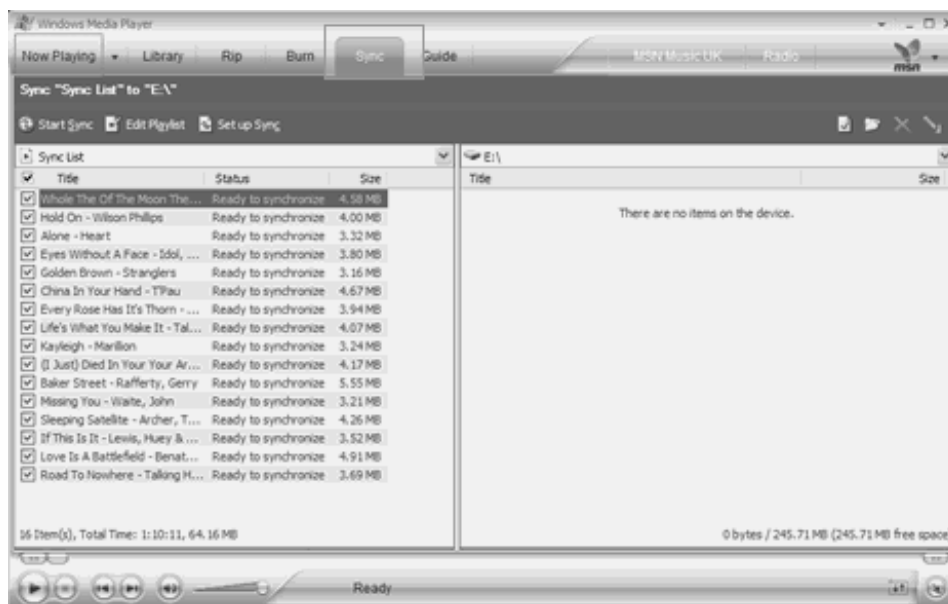 Windows Media Player
Now Playing Library Rip Burn Sync Guide MSN Music UK Radio msn
Sync "Sync List" to "E:\"
Start Sync Edit Playlist Set up Sync
Sync List E:\
Title Status Size Title Size
Whole The Of The Moon The... Ready to synchronize 4.58 MB
There are no items on the device.
Hold On - Wilson Phillips Ready to synchronize 4.00 MB
Alone - Heart Ready to synchronize 3.32 MB
Eyes Without A Face - Idol, ... Ready to synchronize 3.80 MB
Golden Brown - Stranglers Ready to synchronize 3.16 MB
China In Your Hand - T'Pau Ready to synchronize 4.67 MB
Every Rose Has It's Thorn - ... Ready to synchronize 3.94 MB
Life's What You Make It - Tal... Ready to synchronize 4.07 MB
Kayleigh - Marillion Ready to synchronize 3.24 MB
(I Just) Died In Your Your Ar... Ready to synchronize 4.17 MB
Baker Street - Rafferty, Gerry Ready to synchronize 5.55 MB
Missing You - Waite, John Ready to synchronize 3.21 MB
Sleeping Satellite - Archer, T... Ready to synchronize 4.26 MB
If This Is It - Lewis, Huey & ... Ready to synchronize 3.52 MB
Love Is A Battlefield - Benat... Ready to synchronize 4.91 MB
Road To Nowhere - Talking H... Ready to synchronize 3.69 MB
16 Item(s), Total Time: 1:10:11, 64.16 MB 0 bytes / 245.71 MB (245.71 MB free space
Ready